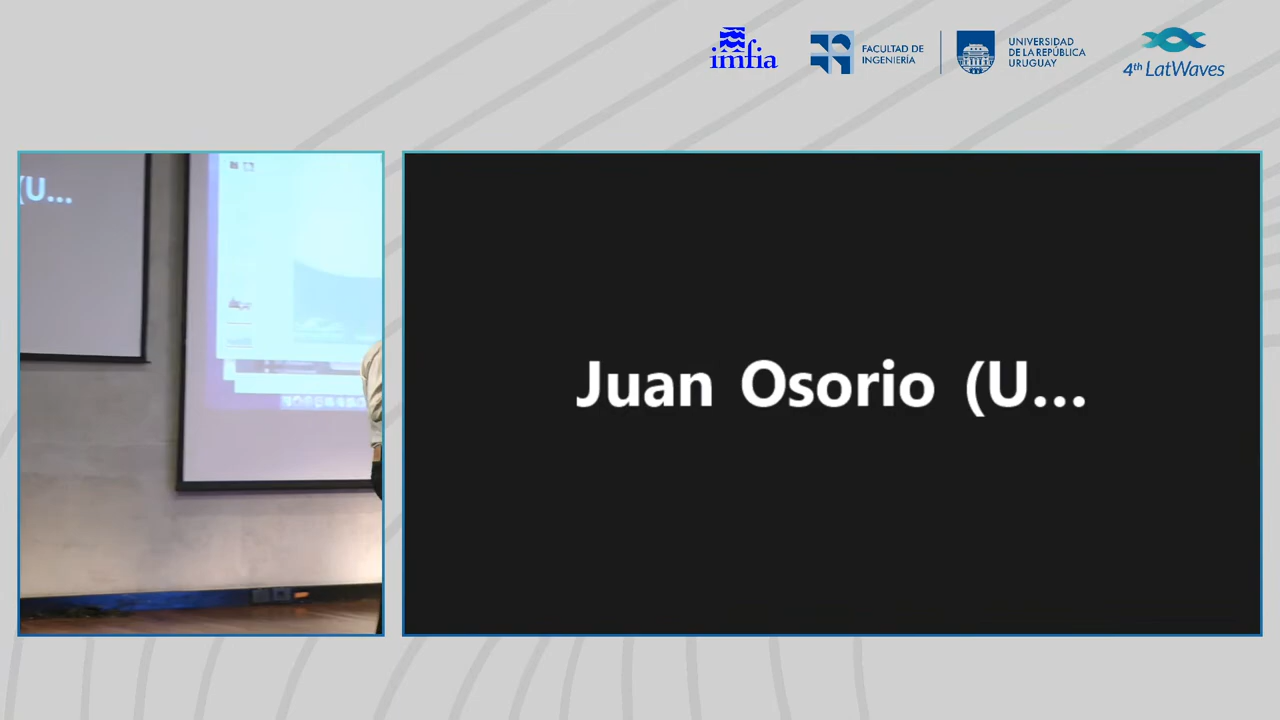 imfia
FACULTAD DE
INGENIERÍA
UNIVERSIDAD
DE LA REPÚBLICA
URUGUAY
4th LatWaves
(U...
Juan Osorio (U...